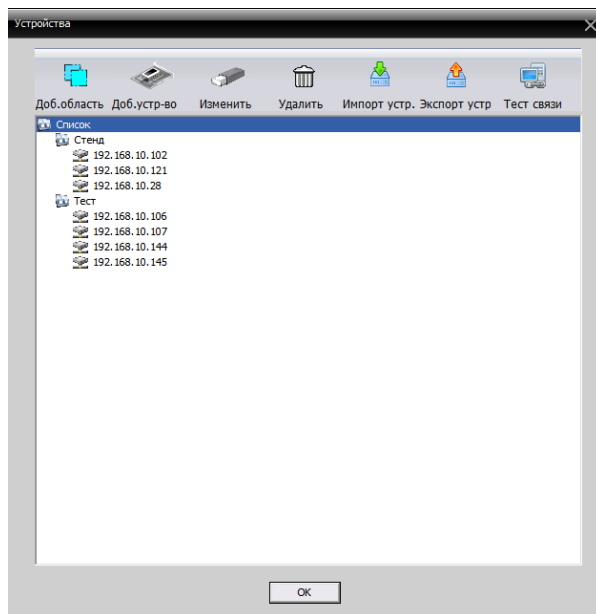 Устройства
Доб.область Доб.устр-во Изменить Удалить Импорт устр. Экспорт устр Тест связи
Список
Стенд
192.168.10.102
192.168.10.121
192.168.10.28
Тест
192.168.10.106
192.168.10.107
192.168.10.144
192.168.10.145
OK